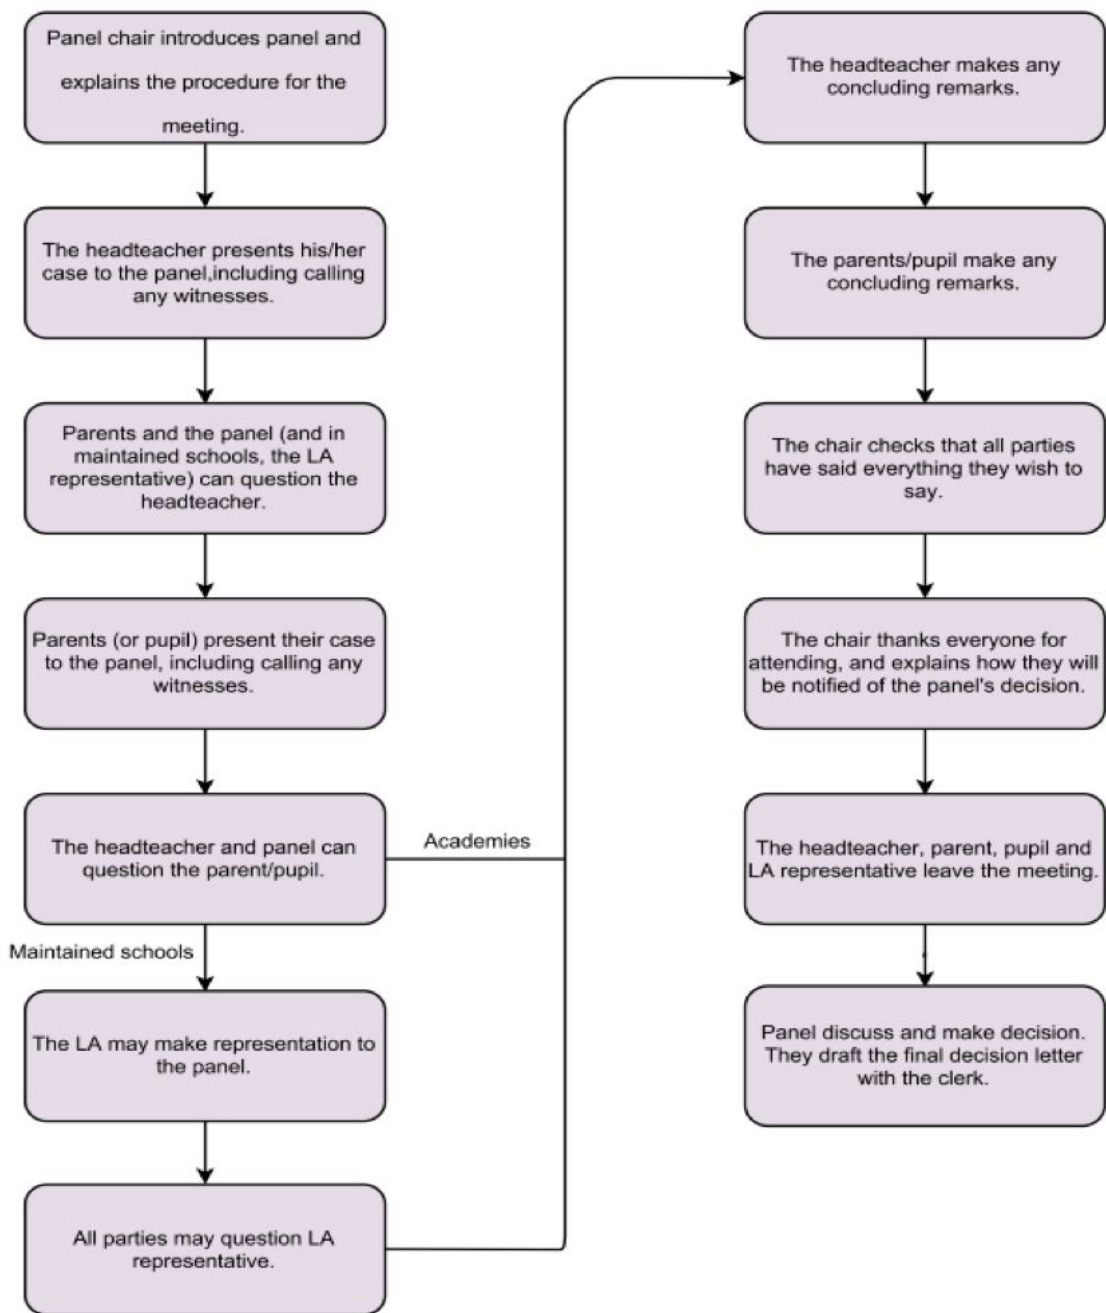 Panel chair introduces panel and
explains the procedure for the
meeting.
The headteacher presents his/her
case to the panel,including calling
any witnesses.
Parents and the panel (and in
maintained schools, the LA
representative) can question the
headteacher.
Parents (or pupil) present their case
to the panel, including calling any
witnesses.
The headteacher and panel can
question the parent/pupil.
Academies
Maintained schools
The LA may make representation to
the panel.
All parties may question LA
representative.
The headteacher makes any
concluding remarks.
The parents/pupil make any
concluding remarks.
The chair checks that all parties
have said everything they wish to
say.
The chair thanks everyone for
attending, and explains how they will
be notified of the panel's decision.
The headteacher, parent, pupil and
LA representative leave the meeting.
Panel discuss and make decision.
They draft the final decision letter
with the clerk.